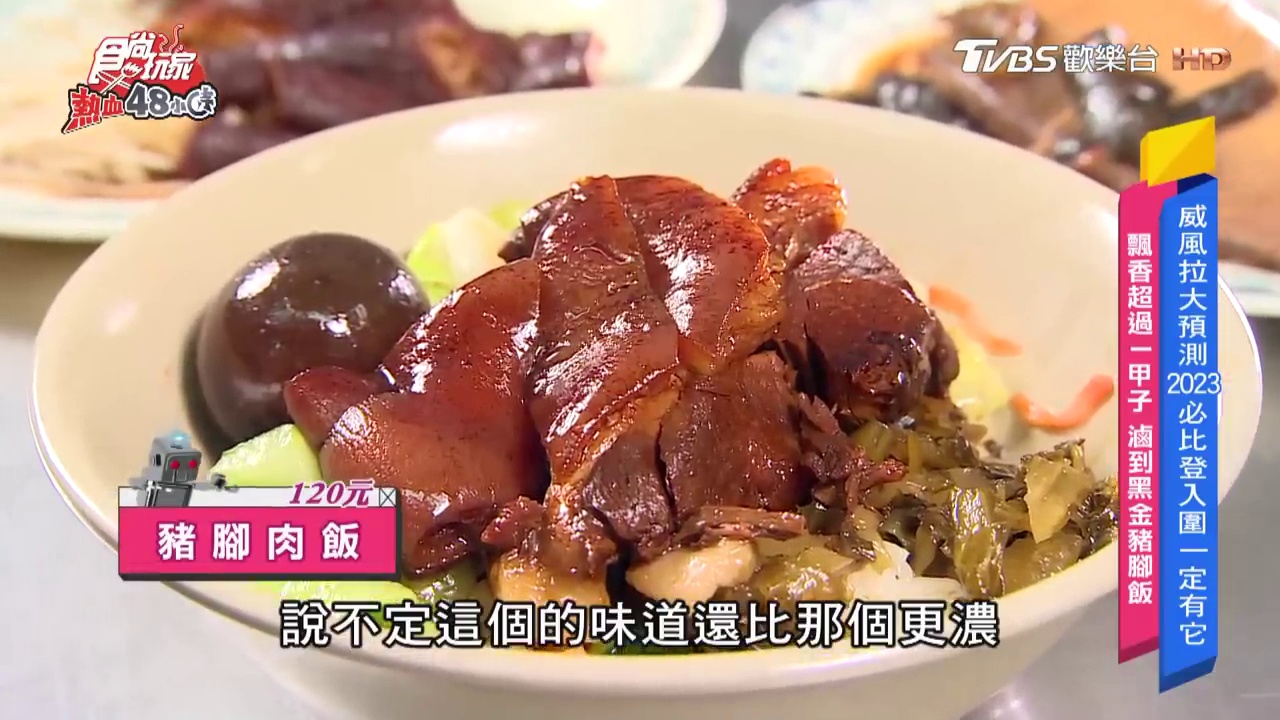 食尚玩家
熱血48小時
TVBS歡樂台 HD
威風拉大預測2023必比登入圍一定有它
飄香超過一甲子 滷到黑金豬腳飯
120元
豬腳肉飯
說不定這個的味道還比那個更濃